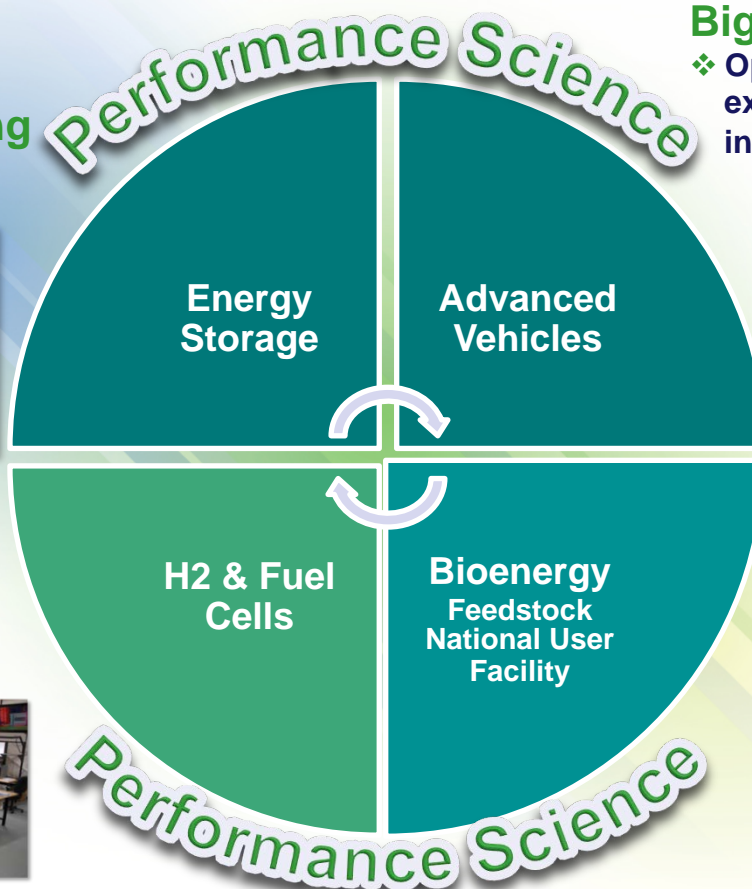 Performance Science
Big
Energy
Storage
Advanced
Vehicles
H2 & Fuel
Cells
Bioenergy
Feedstock
National User
Facility
Performance Science